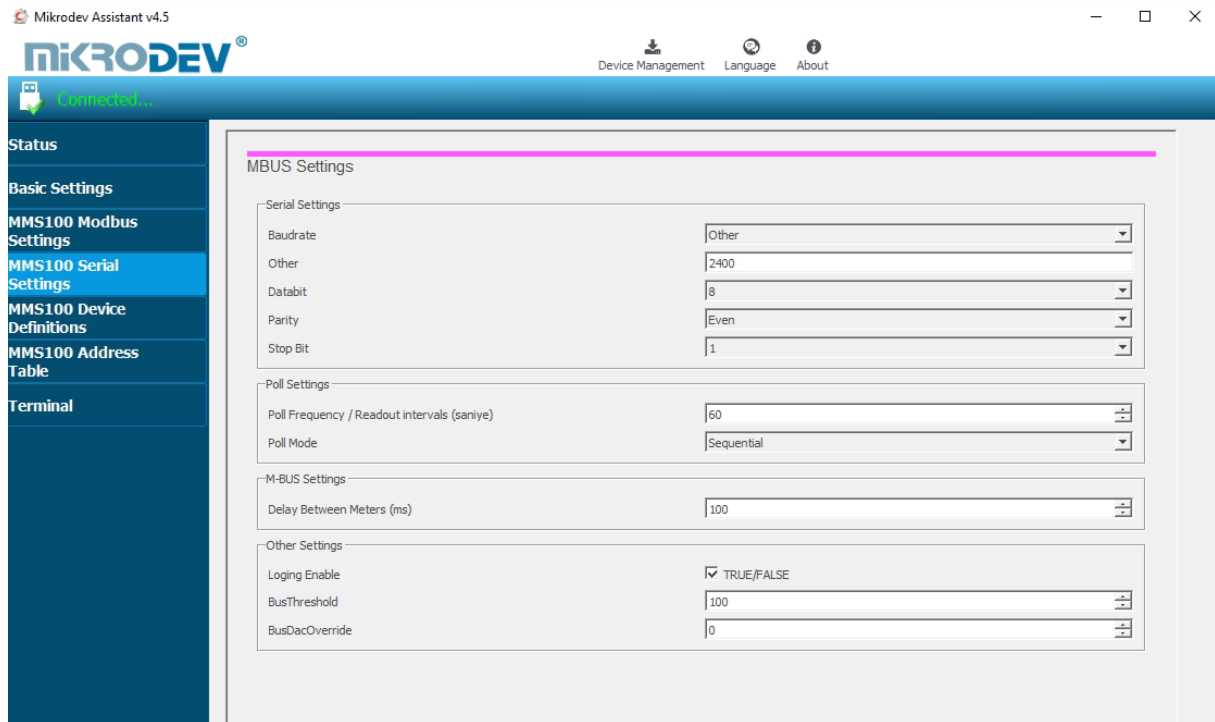 Mikrodev Assistant v4.5
MiKRODEV®
Device Management Language About
Connected...
Status
Basic Settings
MMS100 Modbus
Settings
MMS100 Serial
Settings
MMS100 Device
Definitions
MMS100 Address
Table
Terminal
MBUS Settings
Serial Settings
Baudrate Other
Other 2400
Databit 8
Parity Even
Stop Bit 1
Poll Settings
Poll Frequency / Readout intervals (saniye) 60
Poll Mode Sequential
M-BUS Settings
Delay Between Meters (ms) 100
Other Settings
Loging Enable TRUE/FALSE
BusThreshold 100
BusDacOverride 0